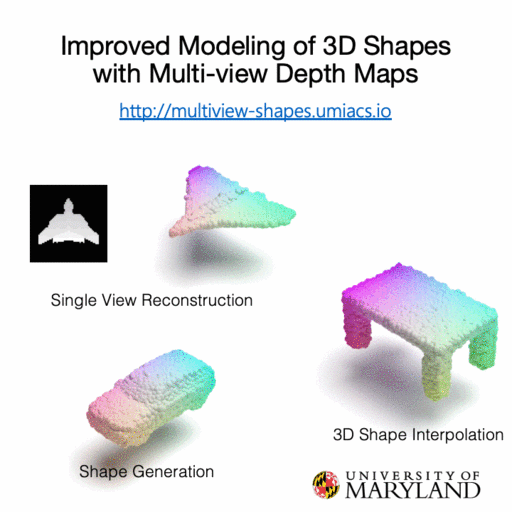 Improved Modeling of 3D Shapes
with Multi-view Depth Maps
http://multiview-shapes.umiacs.io
Single View Reconstruction
3D Shape Interpolation
Shape Generation
UNIVERSITY OF
MARYLAND